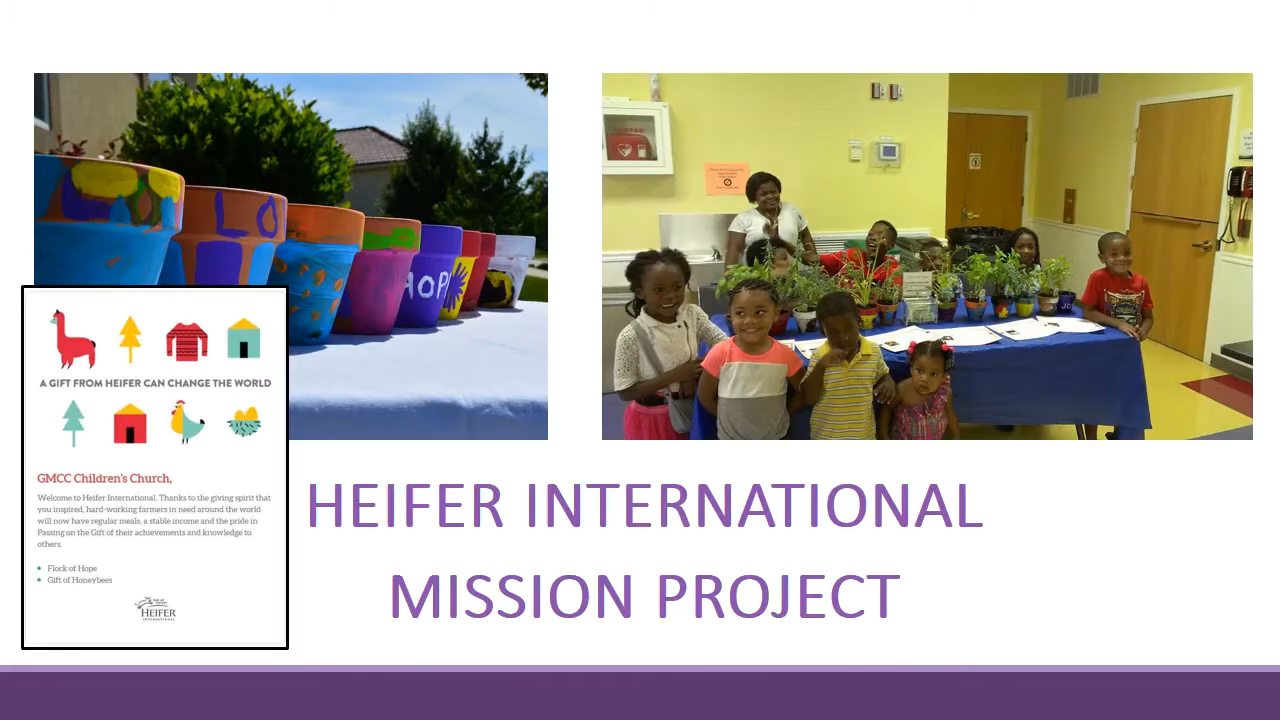 LO
HOP
A GIFT FROM HEIFER CAN CHANGE THE WORLD
GMCC Children's Church,
Welcome to Heifer International. Thanks to the giving spirit that
you inspired, hard-working farmers in need around the world
will now have regular meals, a stable income and the pride in
Passing on the Gift of their achievements and knowledge to
others.
Flock of Hope
Gift of Honeybees
HEIFER
INTERNATIONAL
HEIFER INTERNATIONAL
MISSION PROJECT